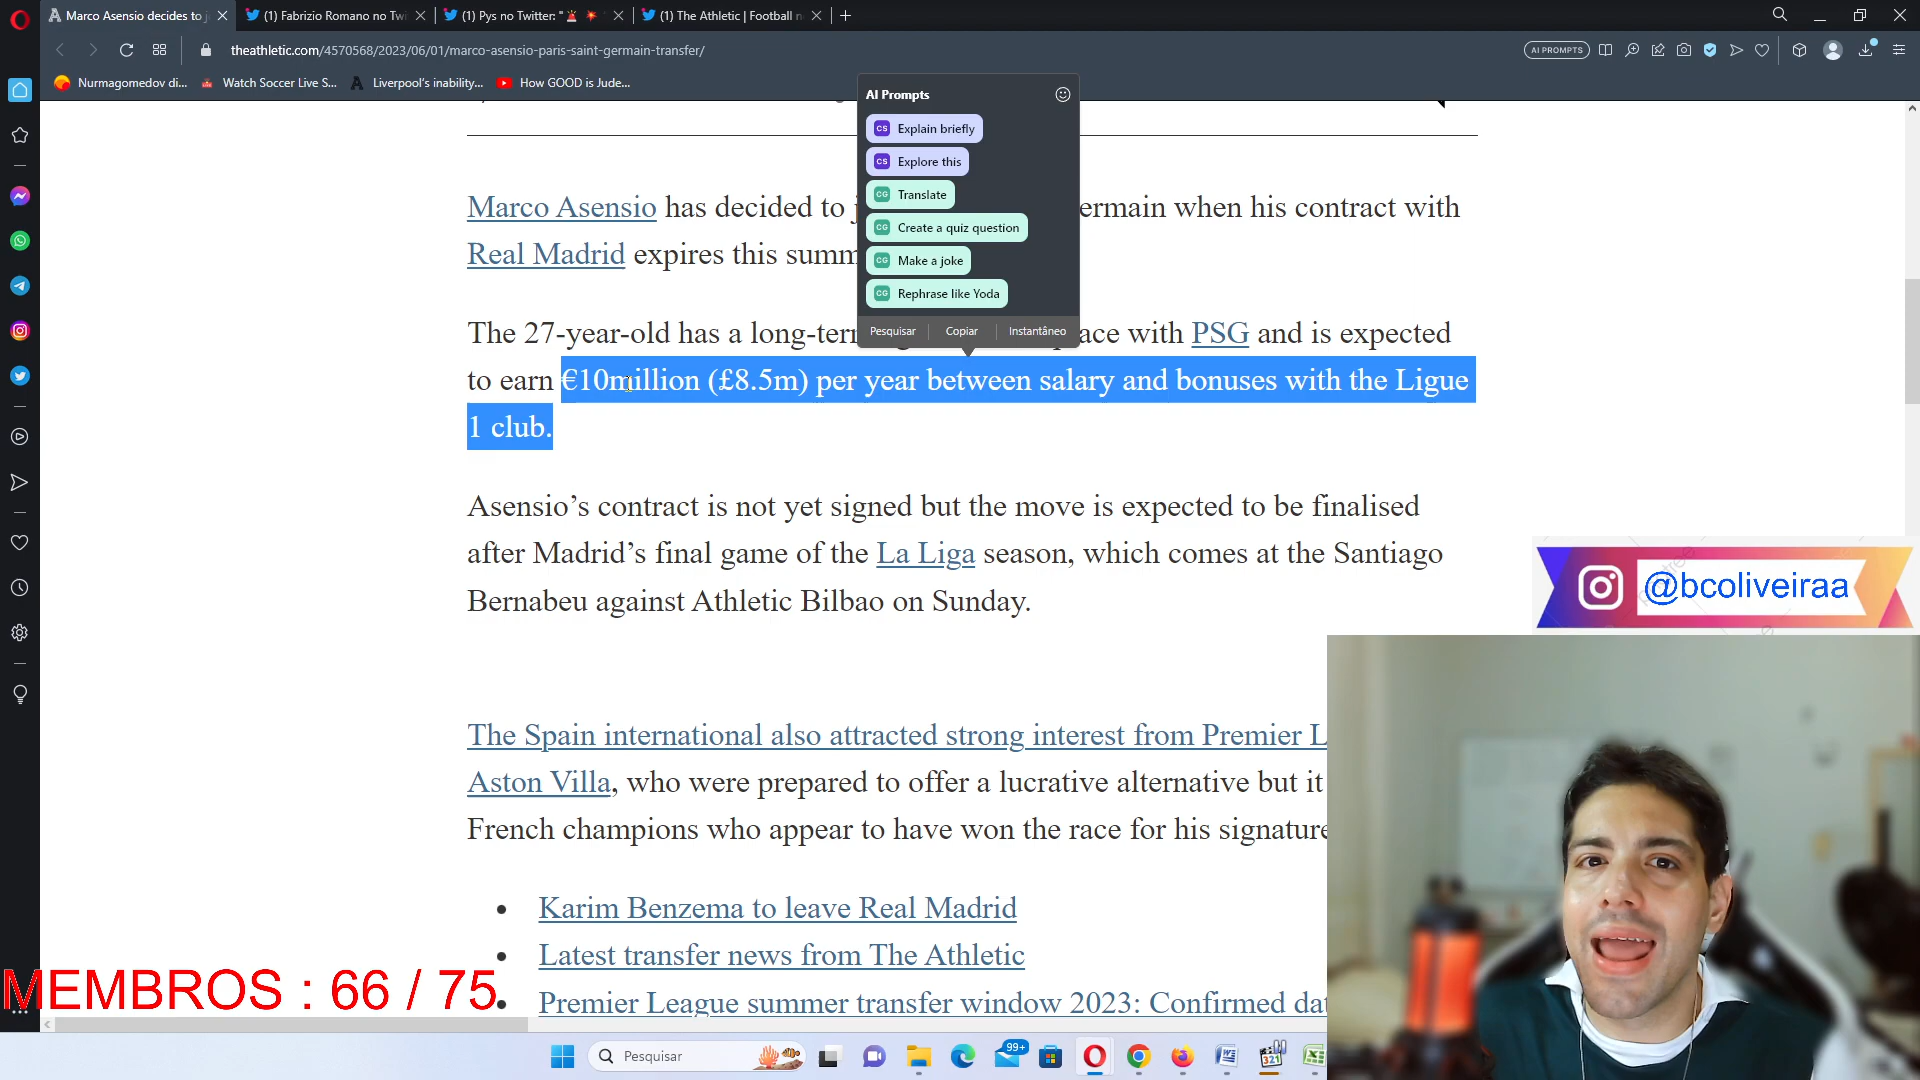 Marco Asensio decides to j
(1) Fabrizio Romano no Twi
(1) Pys no Twitter: "
(1) The Athletic | Football n
theathletic.com/4570568/2023/06/01/marco-asensio-paris-saint-germain-transfer/
AI PROMPTS
Nurmagomedov di...
Watch Soccer Live S...
Liverpool's inability...
How GOOD is Jude...
AI Prompts
CS Explain briefly
CS Explore this
CG Translate
CG Create a quiz question
CG Make a joke
CG Rephrase like Yoda
Pesquisar
Copiar
Instantâneo
Marco Asensio has decided to j ermain when his contract with
Real Madrid expires this summ
The 27-year-old has a long-term ace with PSG and is expected
to earn €10million (£8.5m) per year between salary and bonuses with the Ligue
1 club.
Asensio’s contract is not yet signed but the move is expected to be finalised
after Madrid’s final game of the La Liga season, which comes at the Santiago
Bernabeu against Athletic Bilbao on Sunday.
@bcoliveiraa
The Spain international also attracted strong interest from Premier L
Aston Villa, who were prepared to offer a lucrative alternative but it
French champions who appear to have won the race for his signature
Karim Benzema to leave Real Madrid
Latest transfer news from The Athletic
Premier League summer transfer window 2023: Confirmed dat
MEMBROS : 66 / 75
Pesquisar
99+
321